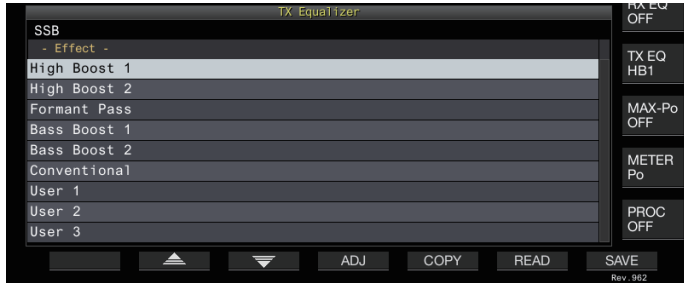 TX Equalizer
SSB
- Effect -
High Boost 1
High Boost 2
Formant Pass
Bass Boost 1
Bass Boost 2
Conventional
User 1
User 2
User 3
RX EQ
OFF
TX EQ
HB1
MAX-Po
OFF
METER
Po
PROC
OFF
ADJ
COPY
READ
SAVE
Rev.962